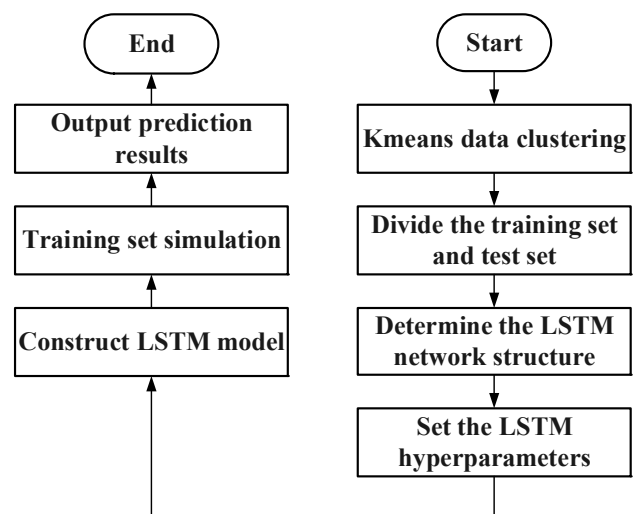 Start
Kmeans data clustering
Divide the training set
and test set
Determine the LSTM
network structure
Set the LSTM
hyperparameters
Construct LSTM model
Training set simulation
Output prediction
results
End